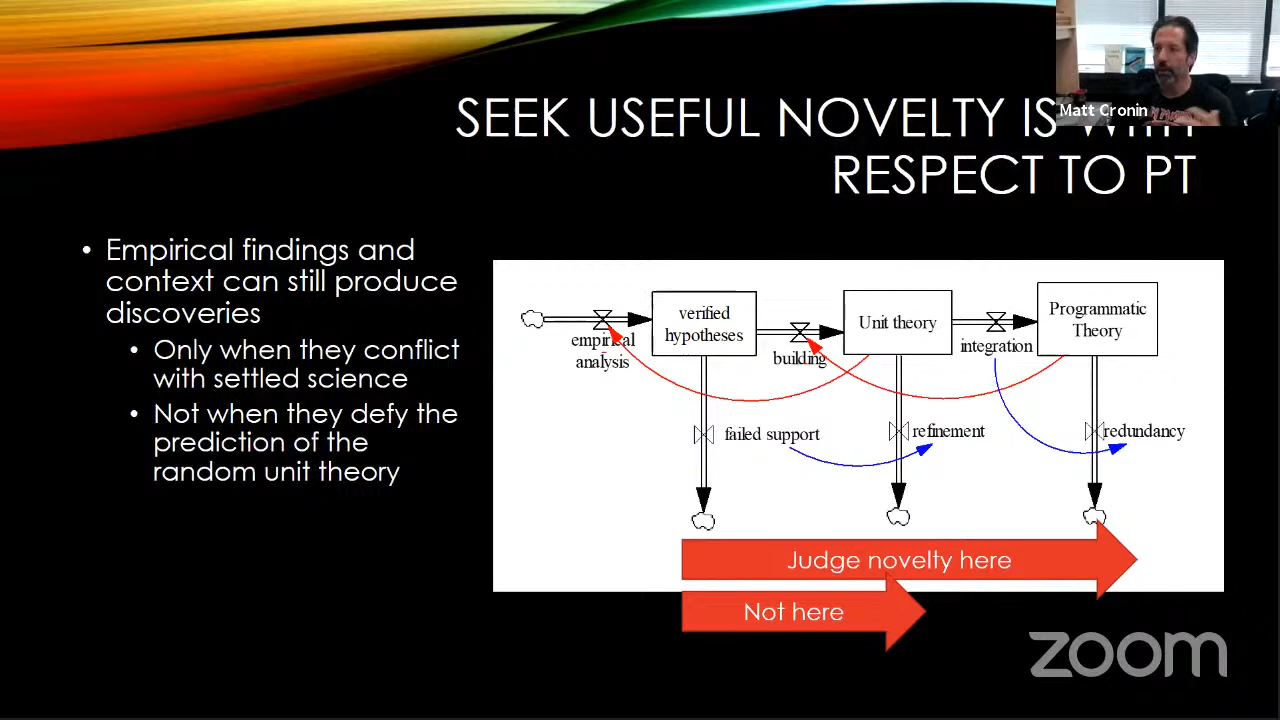 Matt Cronin
SEEK USEFUL NOVELTY IS WITH
RESPECT TO PT
• Empirical findings and
context can still produce
discoveries
• Only when they conflict
with settled science
• Not when they defy the
prediction of the
random unit theory
verified
hypotheses
Unit theory
Programmatic
Theory
empirical
analysis
building
integration
failed support
refinement
redundancy
Judge novelty here
Not here
zoom